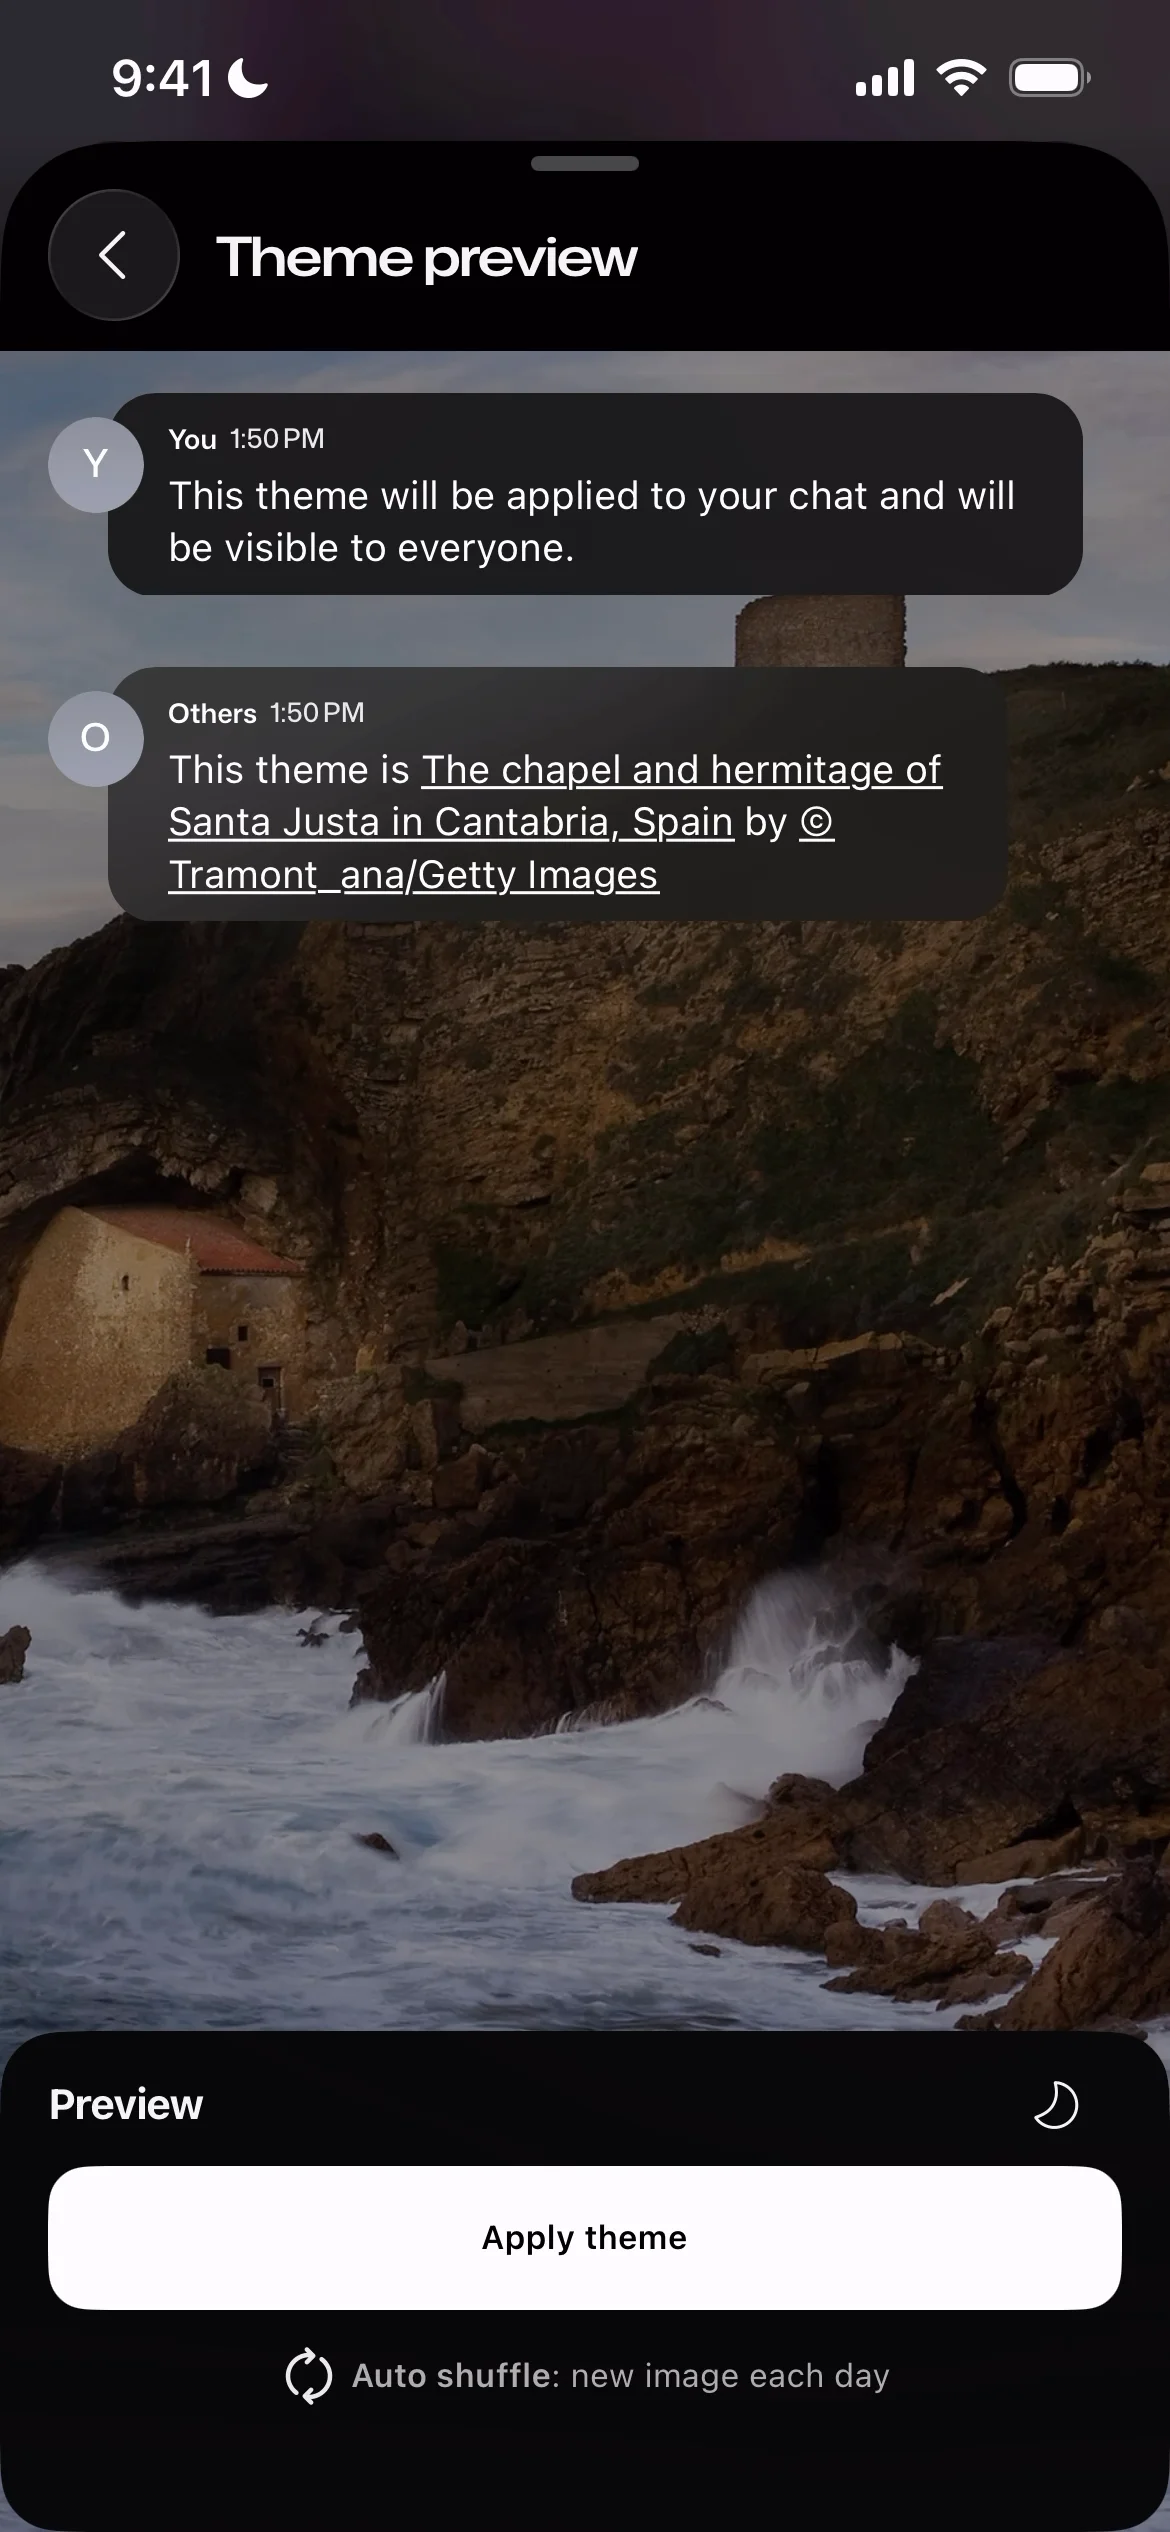 9:41
Theme preview
Y
You 1:50 PM
This theme will be applied to your chat and will
be visible to everyone.
O
Others 1:50 PM
This theme is The chapel and hermitage of
Santa Justa in Cantabria, Spain by ©
Tramont_ana/Getty Images
Preview
Apply theme
Auto shuffle: new image each day